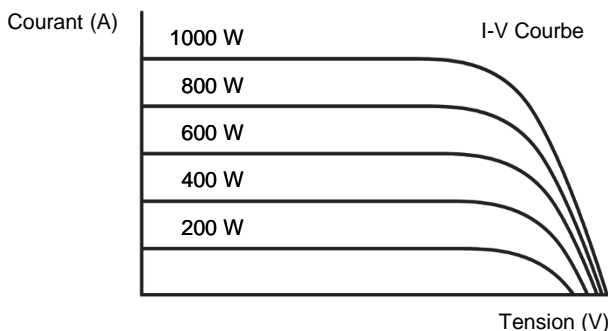 Courant (A)
I-V Courbe
1000 W
800 W
600 W
400 W
200 W
Tension (V)